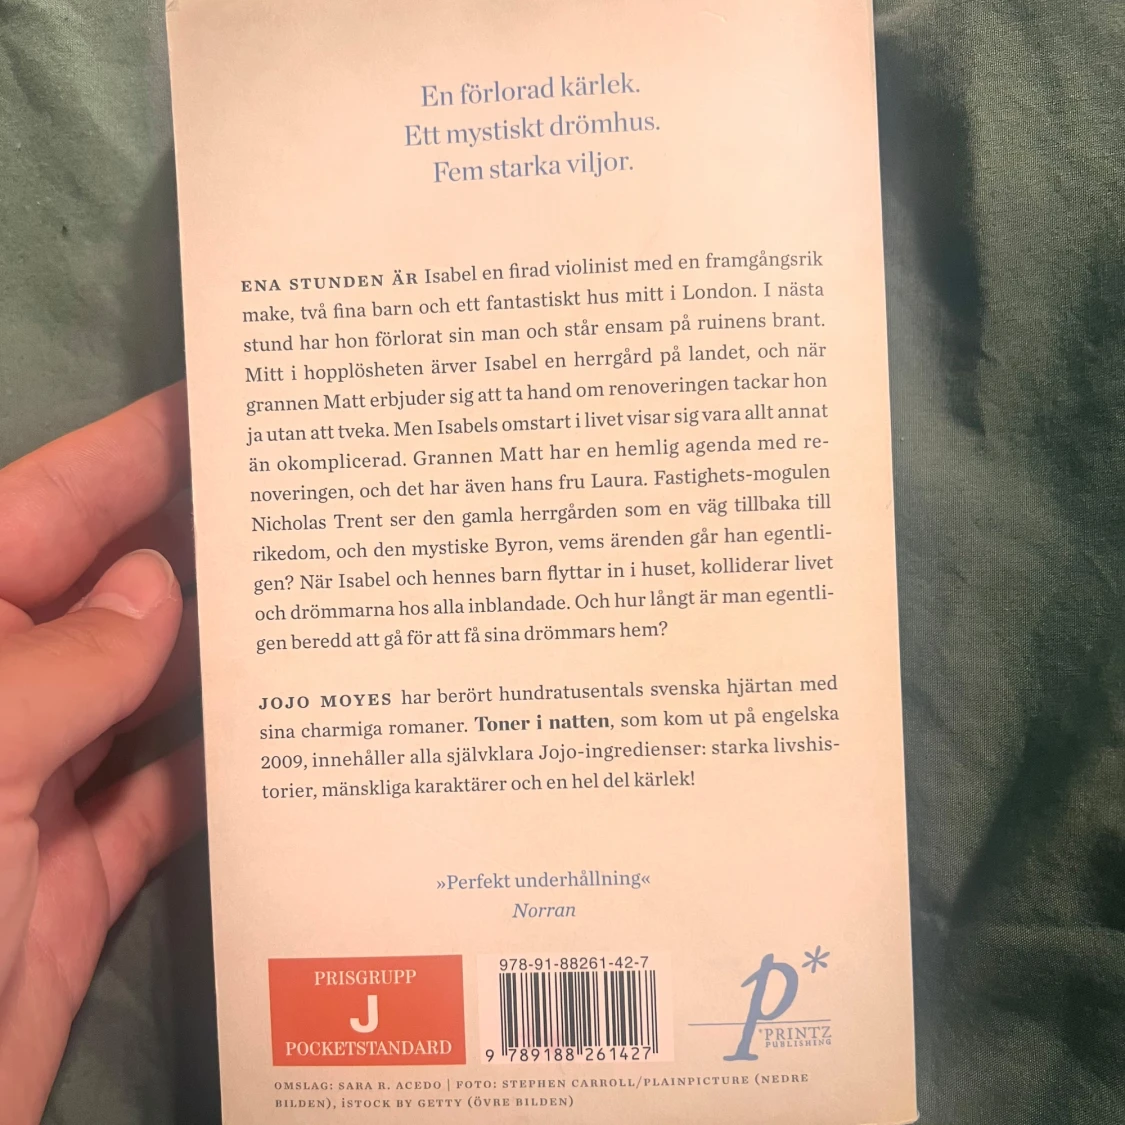 En förlorad kärlek.
Ett mystiskt drömhus.
Fem starka viljor.
ENA STUNDEN ÄR Isabel en firad violinist med en framgångsrik
make, två fina barn och ett fantastiskt hus mitt i London. I nästa
stund har hon förlorat sin man och står ensam på ruinens brant.
Mitt i hopplösheten ärver Isabel en herrgård på landet, och när
grannen Matt erbjuder sig att ta hand om renoveringen tackar hon
ja utan att tveka. Men Isabels omstart i livet visar sig vara allt annat
än okomplicerad. Grannen Matt har en hemlig agenda med re-
noveringen, och det har även hans fru Laura. Fastighets-mogulen
Nicholas Trent ser den gamla herrgården som en väg tillbaka till
rikedom, och den mystiske Byron, vems ärenden går han egentli-
gen? När Isabel och hennes barn flyttar in i huset, kolliderar livet
och drömmarna hos alla inblandade. Och hur långt är man egentli-
gen beredd att gå för att få sina drömmars hem?
JOJO MOYES har berört hundratusentals svenska hjärtan med
sina charmiga romaner. Toner i natten, som kom ut på engelska
2009, innehåller alla självklara Jojo-ingredienser: starka livshis-
torier, mänskliga karaktärer och en hel del kärlek!
»Perfekt underhållning«
Norran
PRISGRUPP
J
POCKETSTANDARD
978-91-88261-42-7
9 789188 261427
p*
*PRINTZ
PUBLISHING
OMSLAG: SARA R. ACEDO | FOTO: STEPHEN CARROLL/PLAINPICTURE (NEDRE
BILDEN), iSTOCK BY GETTY (ÖVRE BILDEN)